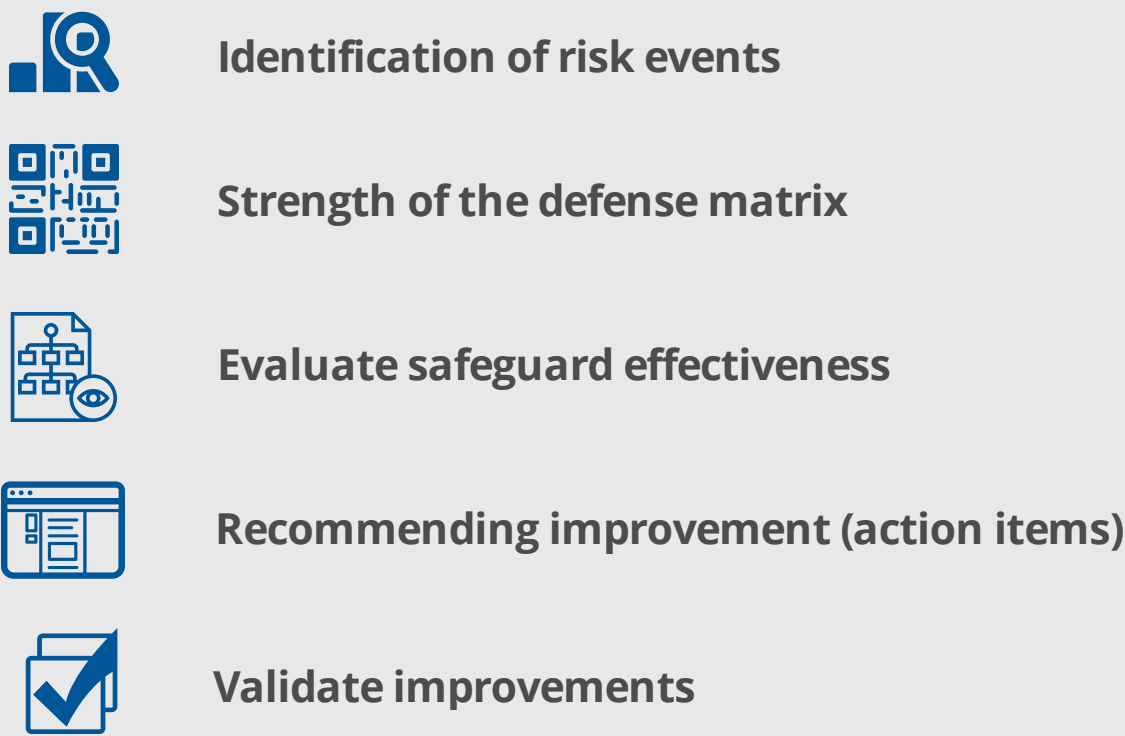 Identification of risk events
Strength of the defense matrix
Evaluate safeguard effectiveness
Recommending improvement (action items)
Validate improvements